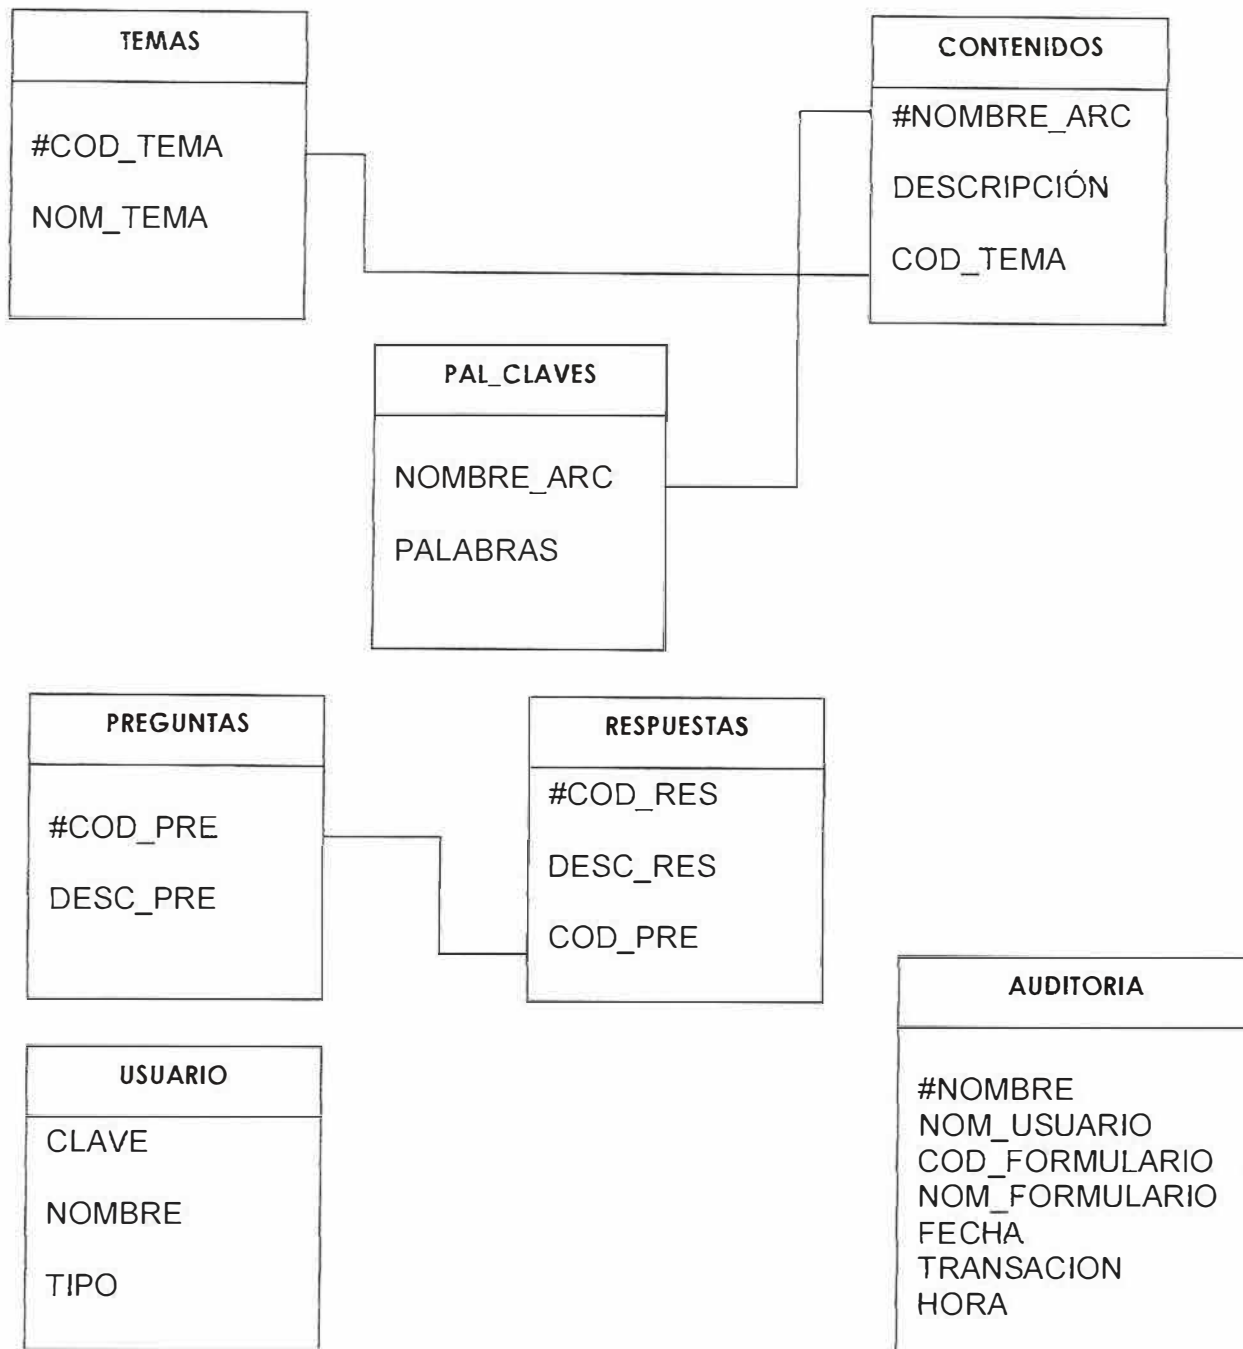 TEMAS
#COD_TEMA
NOM_TEMA
CONTENIDOS
#NOMBRE_ARC
DESCRIPCIÓN
COD_TEMA
PAL_CLAVES
NOMBRE_ARC
PALABRAS
PREGUNTAS
#COD_PRE
DESC_PRE
RESPUESTAS
#COD_RES
DESC_RES
COD_PRE
USUARIO
CLAVE
NOMBRE
TIPO
AUDITORIA
#NOMBRE
NOM_USUARIO
COD_FORMULARIO
NOM_FORMULARIO
FECHA
TRANSACION
HORA